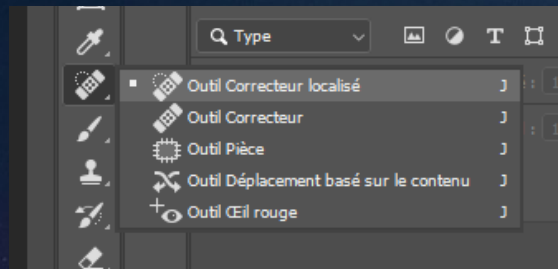 Type
T
Outil Correcteur localisé J
Outil Correcteur J
Outil Pièce J
Outil Déplacement basé sur le contenu J
Outil Œil rouge J